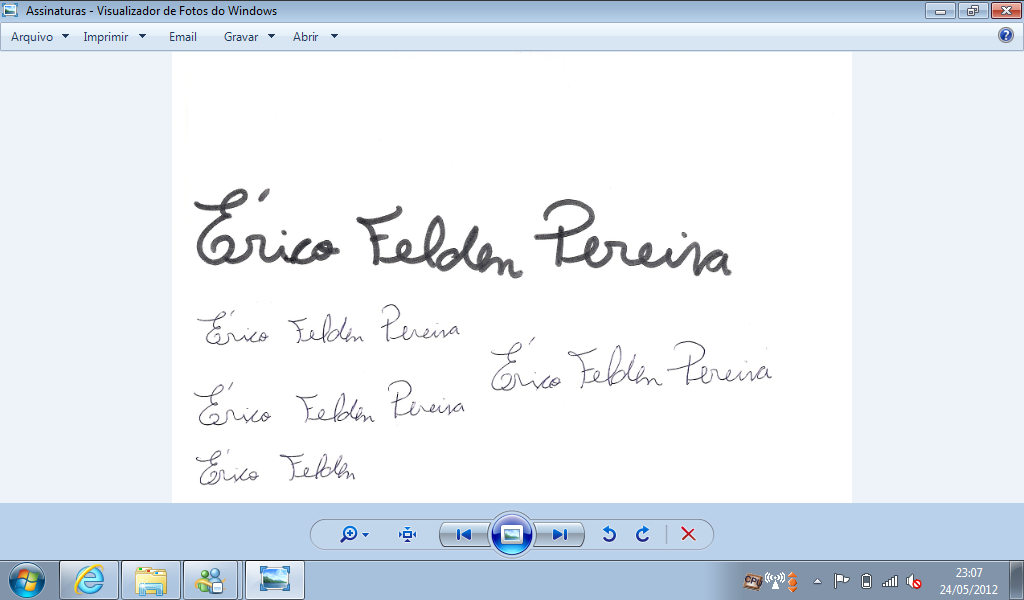 Assinaturas - Visualizador de Fotos do Windows
Arquivo Imprimir Email Gravar Abrir
Érico Felden Pereira
Érico Felden Pereira
Érico Felden Pereira
Érico Felden Pereira
Érico Felden
CPU
23:07
24/05/2012